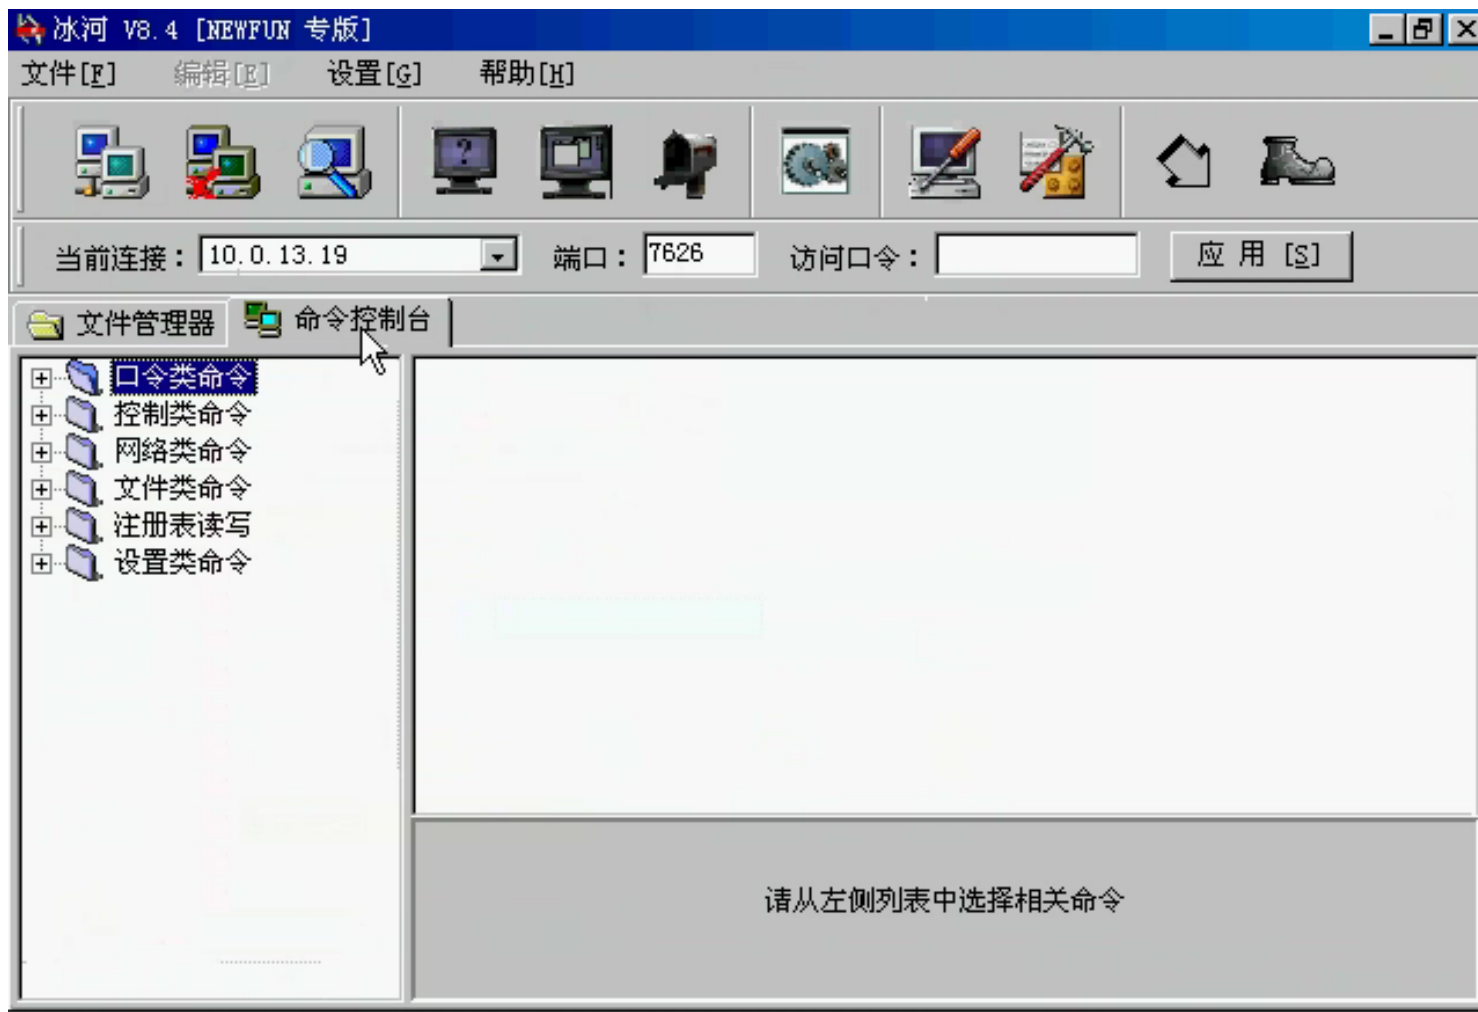 冰河 V8.4 [NEWFUN 专版]
文件[F] 编辑[E] 设置[G] 帮助[H]
?
当前连接： 10.0.13.19 端口： 7626 访问口令： 应 用 [S]
文件管理器 命令控制台
口令类命令
控制类命令
网络类命令
文件类命令
注册表读写
设置类命令
请从左侧列表中选择相关命令